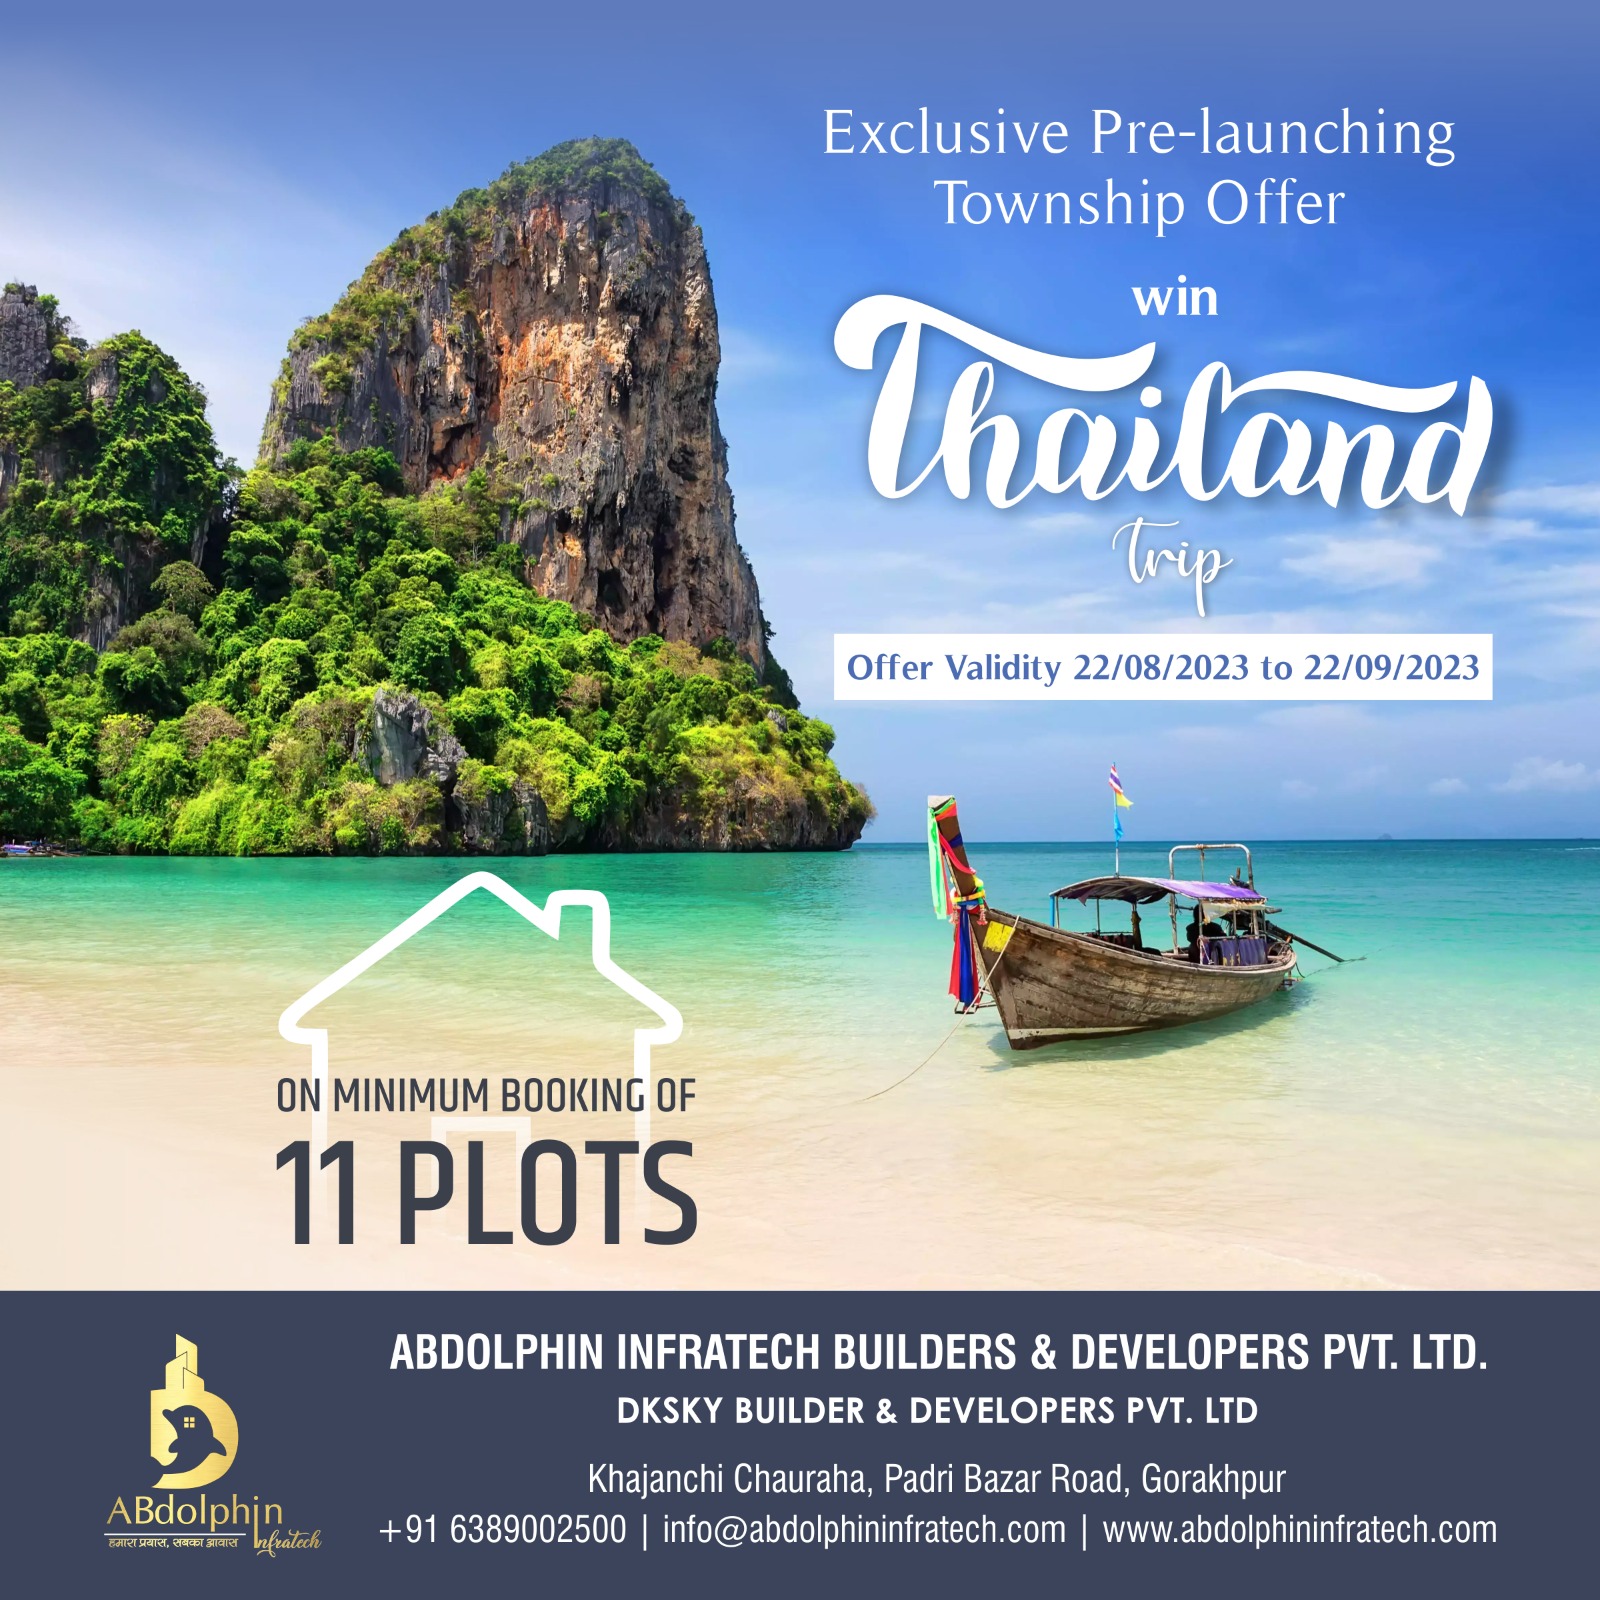 Exclusive Pre-launching
Township Offer
win
Thailand
trip
Offer Validity 22/08/2023 to 22/09/2023
ON MINIMUM BOOKING OF
11 PLOTS
ABDOLPHIN INFRATECH BUILDERS & DEVELOPERS PVT. LTD.
DKSKY BUILDER & DEVELOPERS PVT. LTD
Khajanchi Chauraha, Padri Bazar Road, Gorakhpur
+91 6389002500 | info@abdolphininfratech.com | www.abdolphininfratech.com
ABdolphin
हमारा प्रयास, सबका आवास Infratech